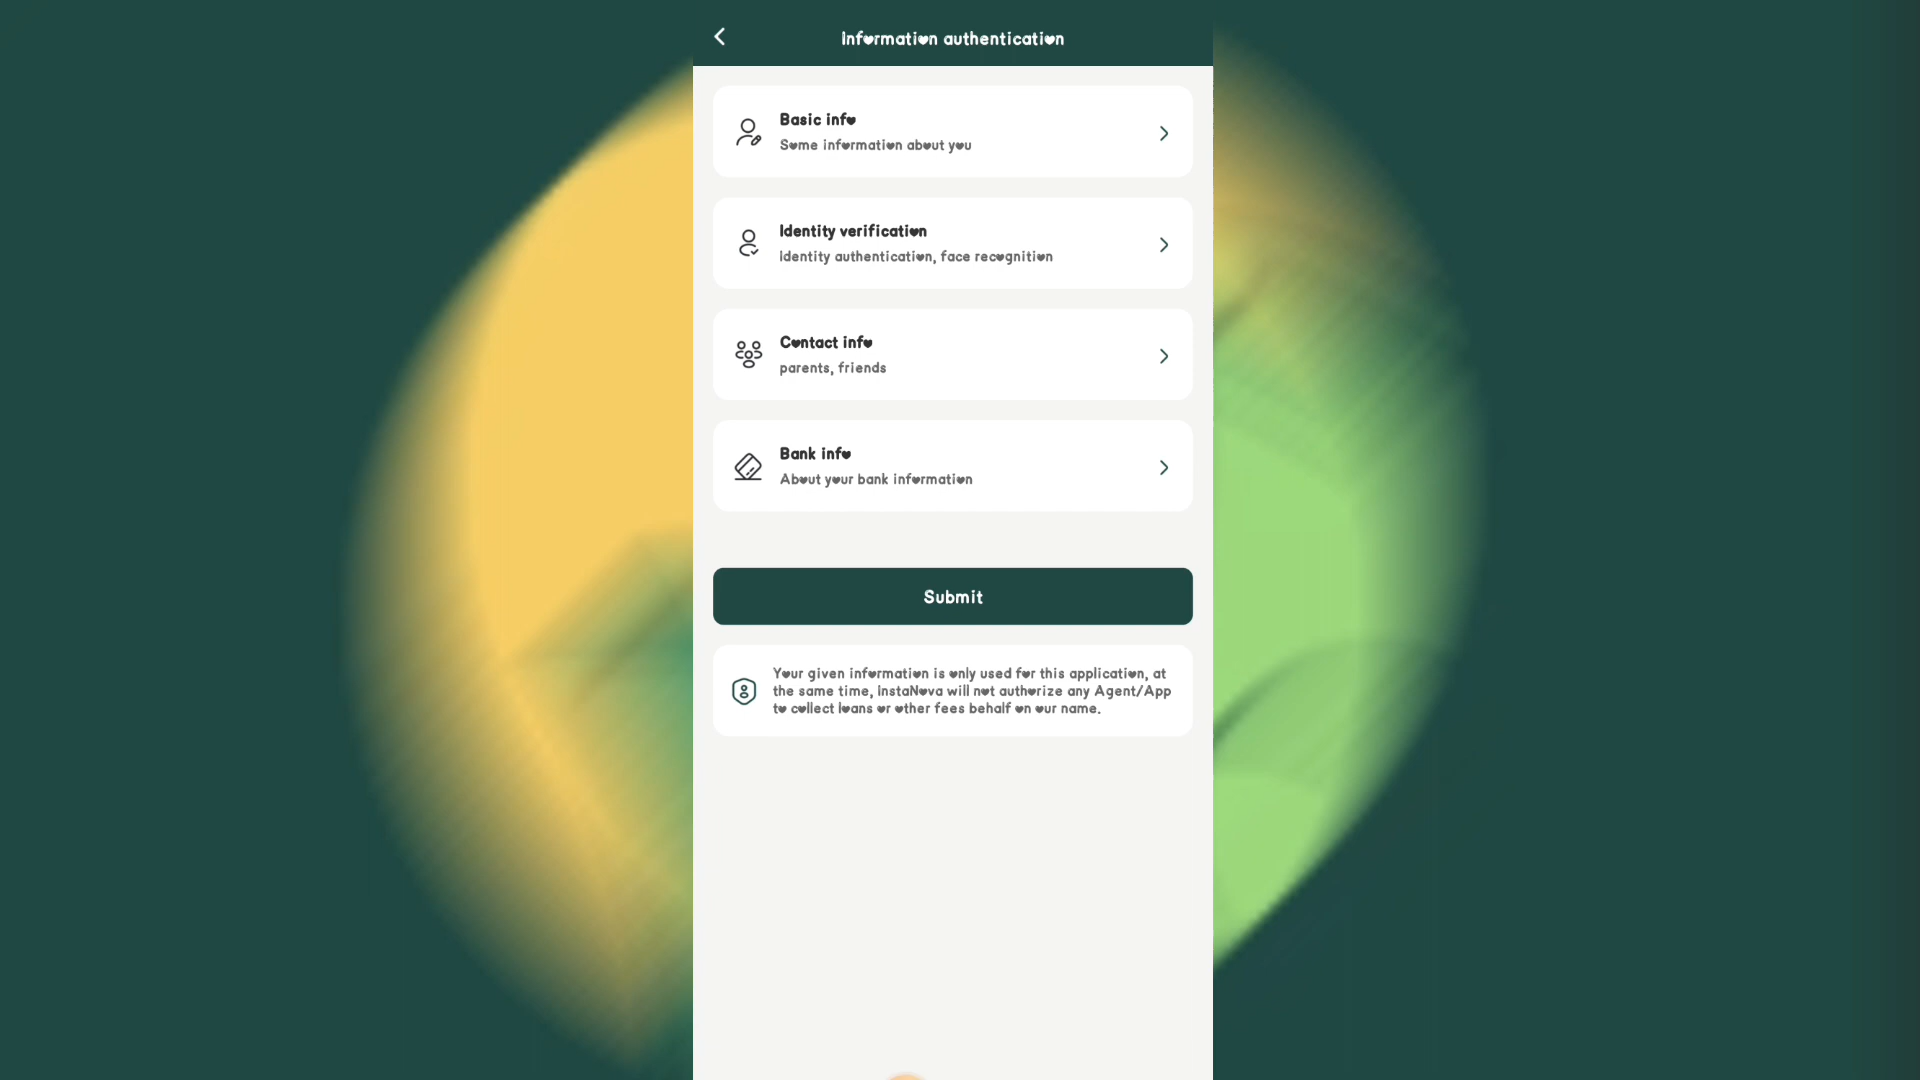 Information authentication
Basic info
Some information about you
Identity verification
Identity authentication, face recognition
Contact info
parents, friends
Bank info
About your bank information
Submit
Your given information is only used for this application, at
the same time, InstaNova will not authorize any Agent/App
to collect loans or other fees behalf on our name.